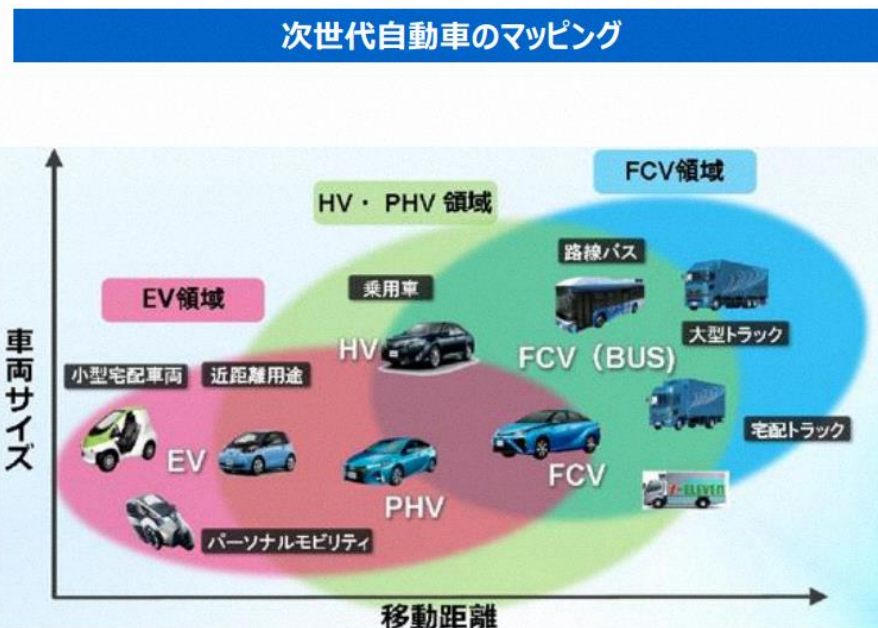 次世代自動車のマッピング
FCV領域
HV・PHV 領域
EV領域
路線バス
乗用車
HV
FCV（BUS）
大型トラック
小型宅配車両
近距離用途
EV
PHV
FCV
宅配トラック
パーソナルモビリティ
車両サイズ
移動距離